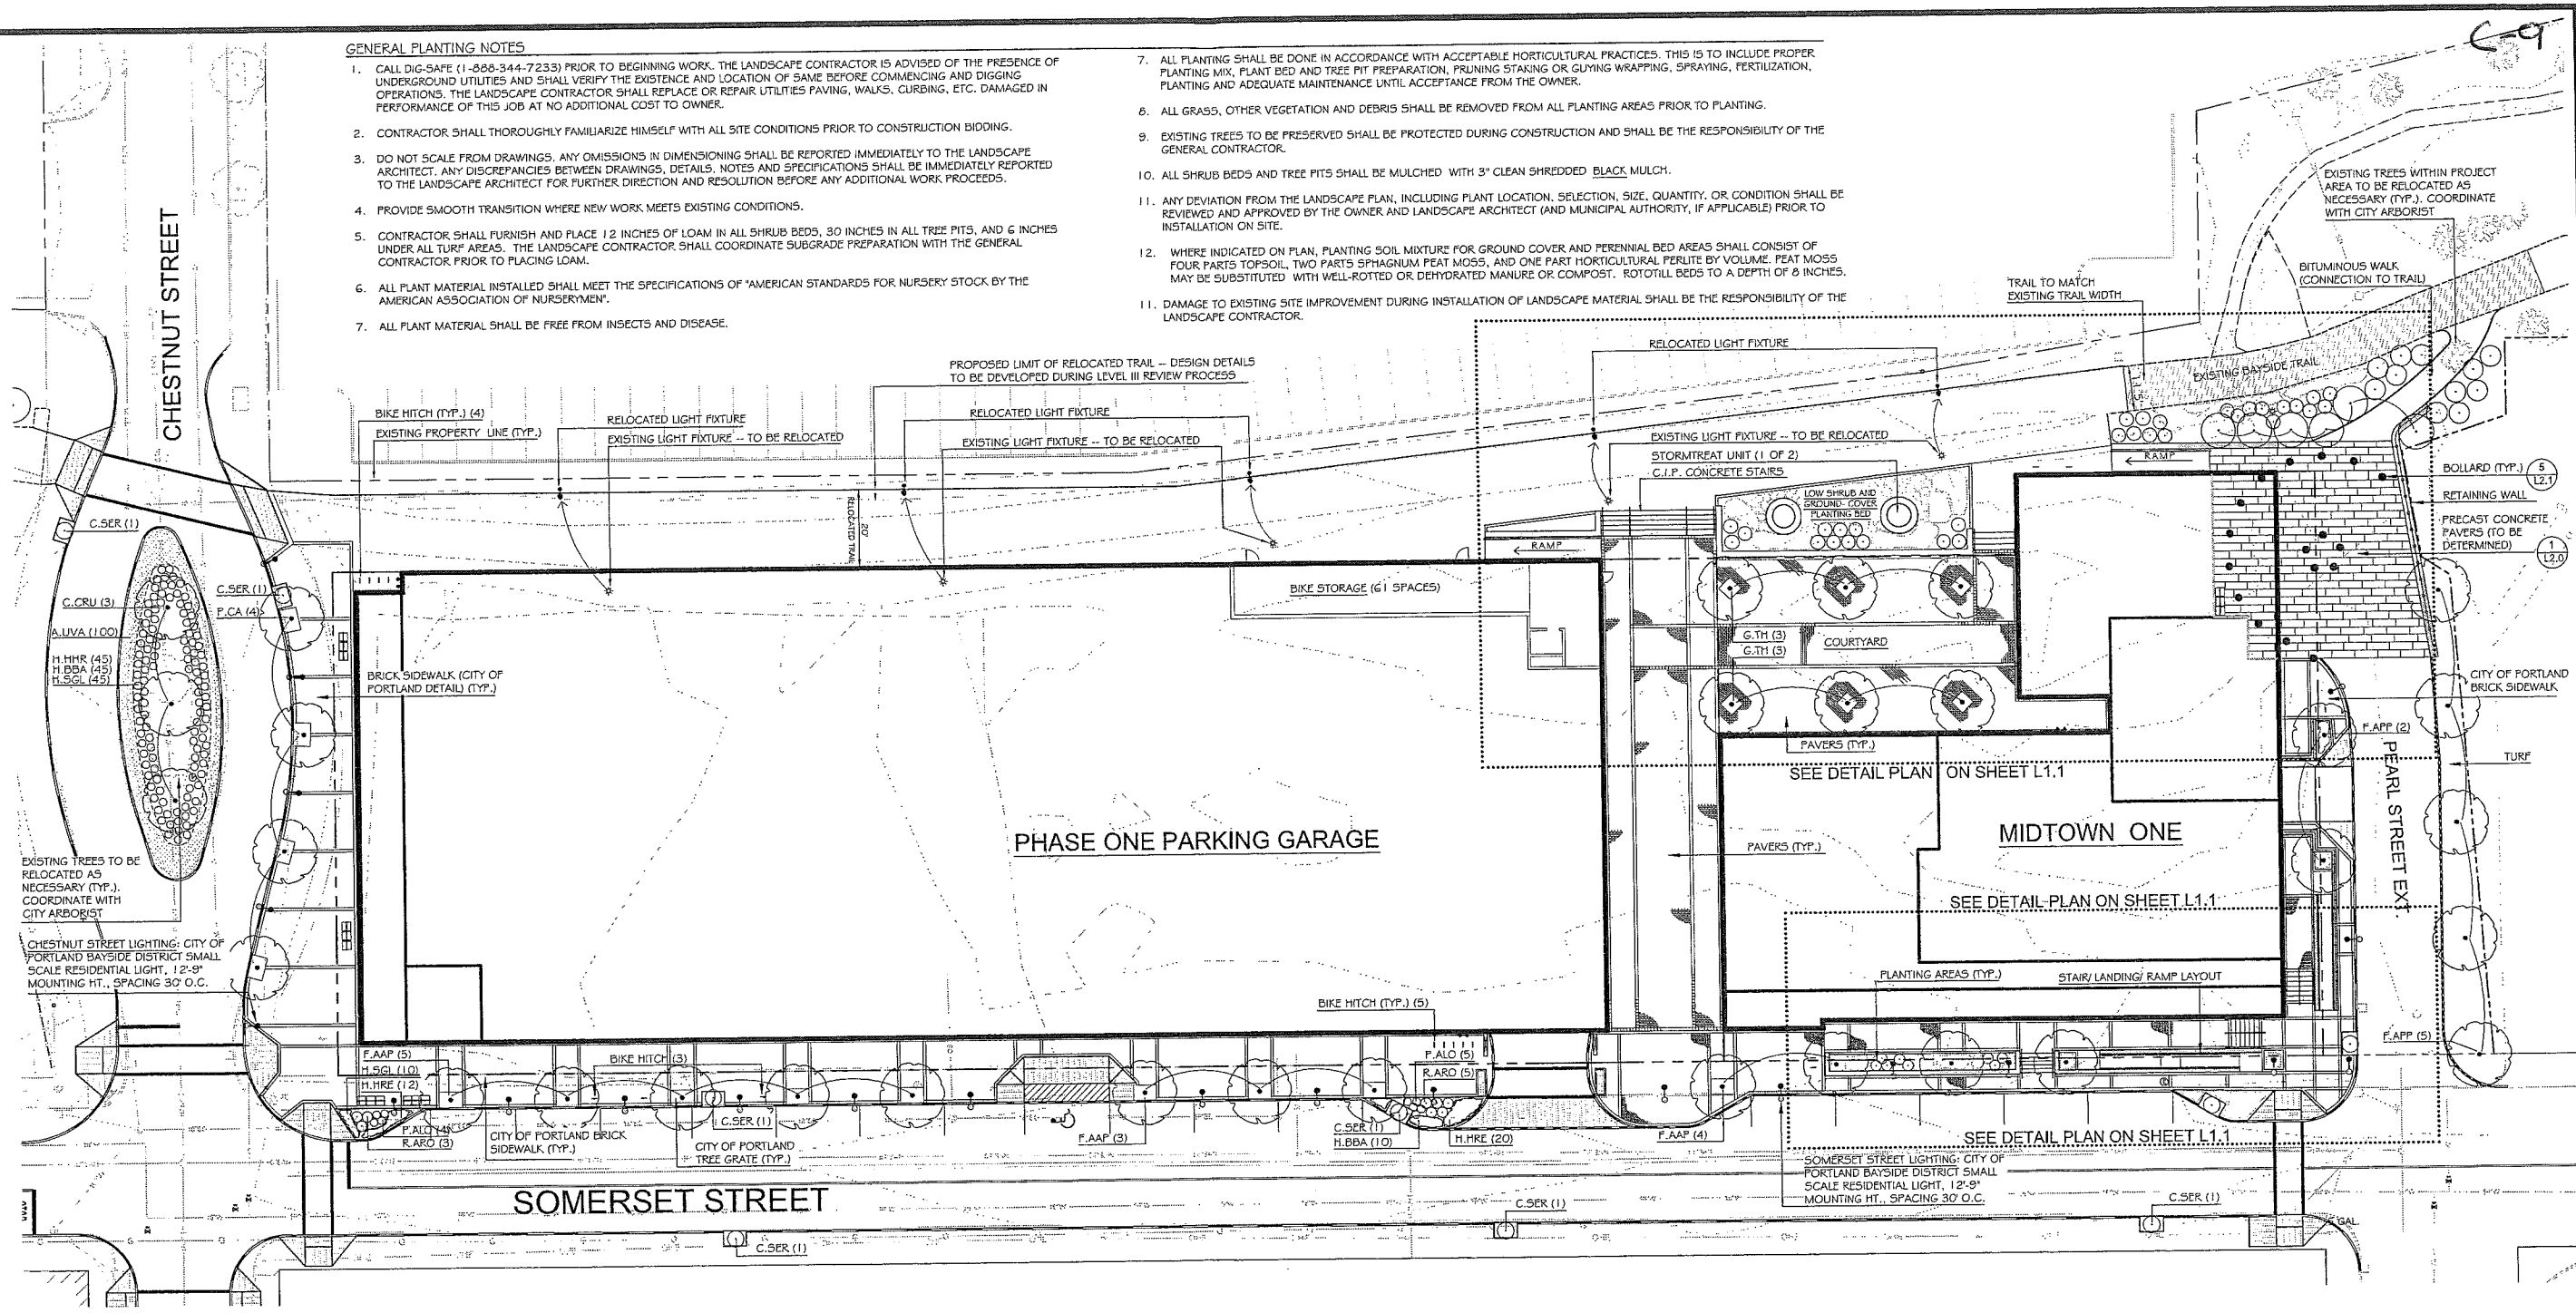 C-9
GENERAL PLANTING NOTES
1. CALL DIG-SAFE (1-888-344-7233) PRIOR TO BEGINNING WORK. THE LANDSCAPE CONTRACTOR IS ADVISED OF THE PRESENCE OF
UNDERGROUND UTILITIES AND SHALL VERIFY THE EXISTENCE AND LOCATION OF SAME BEFORE COMMENCING AND DIGGING
OPERATIONS. THE LANDSCAPE CONTRACTOR SHALL REPLACE OR REPAIR UTILITIES PAVING, WALKS, CURBING, ETC. DAMAGED IN
PERFORMANCE OF THIS JOB AT NO ADDITIONAL COST TO OWNER.
2. CONTRACTOR SHALL THOROUGHLY FAMILIARIZE HIMSELF WITH ALL SITE CONDITIONS PRIOR TO CONSTRUCTION BIDDING.
3. DO NOT SCALE FROM DRAWINGS. ANY OMISSIONS IN DIMENSIONING SHALL BE REPORTED IMMEDIATELY TO THE LANDSCAPE
ARCHITECT. ANY DISCREPANCIES BETWEEN DRAWINGS, DETAILS, NOTES AND SPECIFICATIONS SHALL BE IMMEDIATELY REPORTED
TO THE LANDSCAPE ARCHITECT FOR FURTHER DIRECTION AND RESOLUTION BEFORE ANY ADDITIONAL WORK PROCEEDS.
4. PROVIDE SMOOTH TRANSITION WHERE NEW WORK MEETS EXISTING CONDITIONS.
5. CONTRACTOR SHALL FURNISH AND PLACE 12 INCHES OF LOAM IN ALL SHRUB BEDS, 30 INCHES IN ALL TREE PITS, AND 6 INCHES
UNDER ALL TURF AREAS. THE LANDSCAPE CONTRACTOR SHALL COORDINATE SUBGRADE PREPARATION WITH THE GENERAL
CONTRACTOR PRIOR TO PLACING LOAM.
6. ALL PLANT MATERIAL INSTALLED SHALL MEET THE SPECIFICATIONS OF "AMERICAN STANDARDS FOR NURSERY STOCK BY THE
AMERICAN ASSOCIATION OF NURSERYMEN".
7. ALL PLANT MATERIAL SHALL BE FREE FROM INSECTS AND DISEASE.
7. ALL PLANTING SHALL BE DONE IN ACCORDANCE WITH ACCEPTABLE HORTICULTURAL PRACTICES. THIS IS TO INCLUDE PROPER
PLANTING MIX, PLANT BED AND TREE PIT PREPARATION, PRUNING STAKING OR GUYING WRAPPING, SPRAYING, FERTILIZATION,
PLANTING AND ADEQUATE MAINTENANCE UNTIL ACCEPTANCE FROM THE OWNER.
8. ALL GRASS, OTHER VEGETATION AND DEBRIS SHALL BE REMOVED FROM ALL PLANTING AREAS PRIOR TO PLANTING.
9. EXISTING TREES TO BE PRESERVED SHALL BE PROTECTED DURING CONSTRUCTION AND SHALL BE THE RESPONSIBILITY OF THE
GENERAL CONTRACTOR.
10. ALL SHRUB BEDS AND TREE PITS SHALL BE MULCHED WITH 3" CLEAN SHREDDED BLACK MULCH.
11. ANY DEVIATION FROM THE LANDSCAPE PLAN, INCLUDING PLANT LOCATION, SELECTION, SIZE, QUANTITY, OR CONDITION SHALL BE
REVIEWED AND APPROVED BY THE OWNER AND LANDSCAPE ARCHITECT (AND MUNICIPAL AUTHORITY, IF APPLICABLE) PRIOR TO
INSTALLATION ON SITE.
12. WHERE INDICATED ON PLAN, PLANTING SOIL MIXTURE FOR GROUND COVER AND PERENNIAL BED AREAS SHALL CONSIST OF
FOUR PARTS TOPSOIL, TWO PARTS SPHAGNUM PEAT MOSS, AND ONE PART HORTICULTURAL PERLITE BY VOLUME. PEAT MOSS
MAY BE SUBSTITUTED WITH WELL-ROTTED OR DEHYDRATED MANURE OR COMPOST. ROTOTILL BEDS TO A DEPTH OF 8 INCHES.
11. DAMAGE TO EXISTING SITE IMPROVEMENT DURING INSTALLATION OF LANDSCAPE MATERIAL SHALL BE THE RESPONSIBILITY OF THE
LANDSCAPE CONTRACTOR.
EXISTING TREES WITHIN PROJECT
AREA TO BE RELOCATED AS
NECESSARY (TYP.). COORDINATE
WITH CITY ARBORIST
BITUMINOUS WALK
(CONNECTION TO TRAIL)
TRAIL TO MATCH
EXISTING TRAIL WIDTH
CHESTNUT STREET
PROPOSED LIMIT OF RELOCATED TRAIL -- DESIGN DETAILS
TO BE DEVELOPED DURING LEVEL III REVIEW PROCESS
RELOCATED LIGHT FIXTURE
EXISTING BAYSIDE TRAIL
BIKE HITCH (TYP.) (4)
EXISTING PROPERTY LINE (TYP.)
RELOCATED LIGHT FIXTURE
EXISTING LIGHT FIXTURE -- TO BE RELOCATED
RELOCATED LIGHT FIXTURE
EXISTING LIGHT FIXTURE -- TO BE RELOCATED
EXISTING LIGHT FIXTURE -- TO BE RELOCATED
STORMTREAT UNIT (1 OF 2)
C.I.P. CONCRETE STAIRS
RAMP
BOLLARD (TYP.)
5
L2.1
RETAINING WALL
PRECAST CONCRETE
PAVERS (TO BE
DETERMINED)
1
L2.0
LOW SHRUB AND
GROUND-COVER
PLANTING BED
20'
RELOCATED TRAIL
RAMP
C.SER (1)
C.SER (1)
P.CA (4)
C.CRU (3)
A.UVA (100)
H.HHR (45)
H.BBA (45)
H.SGL (45)
BIKE STORAGE (61 SPACES)
G.TH (3)
G.TH (3)
COURTYARD
BRICK SIDEWALK (CITY OF
PORTLAND DETAIL) (TYP.)
CITY OF PORTLAND
BRICK SIDEWALK
F.APP (2)
PAVERS (TYP.)
SEE DETAIL PLAN ON SHEET L1.1
TURF
PEARL STREET EXT.
PHASE ONE PARKING GARAGE
MIDTOWN ONE
PAVERS (TYP.)
EXISTING TREES TO BE
RELOCATED AS
NECESSARY (TYP.).
COORDINATE WITH
CITY ARBORIST
SEE DETAIL PLAN ON SHEET L1.1
CHESTNUT STREET LIGHTING: CITY OF
PORTLAND BAYSIDE DISTRICT SMALL
SCALE RESIDENTIAL LIGHT, 12'-9"
MOUNTING HT., SPACING 30' O.C.
PLANTING AREAS (TYP.)
STAIR/ LANDING/ RAMP LAYOUT
BIKE HITCH (TYP.) (5)
F.APP (5)
F.AAP (5)
H.SGL (10)
H.HRE (12)
BIKE HITCH (3)
P.ALO (5)
R.ARO (5)
P.ALO (4)
R.ARO (3)
CITY OF PORTLAND BRICK
SIDEWALK (TYP.)
C.SER (1)
CITY OF PORTLAND
TREE GRATE (TYP.)
F.AAP (3)
C.SER (1)
H.BBA (10)
H.HRE (20)
F.AAP (4)
SEE DETAIL PLAN ON SHEET L1.1
SOMERSET STREET LIGHTING: CITY OF
PORTLAND BAYSIDE DISTRICT SMALL
SCALE RESIDENTIAL LIGHT, 12'-9"
MOUNTING HT., SPACING 30' O.C.
SOMERSET STREET
C.SER (1)
C.SER (1)
C.SER (1)
GAL